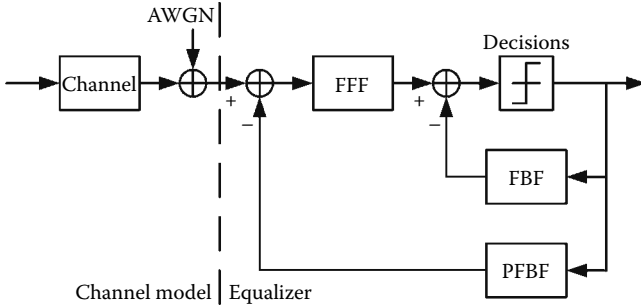 AWGN
Decisions
Channel
FFF
+
+
−
−
FBF
PFBF
Channel model
Equalizer